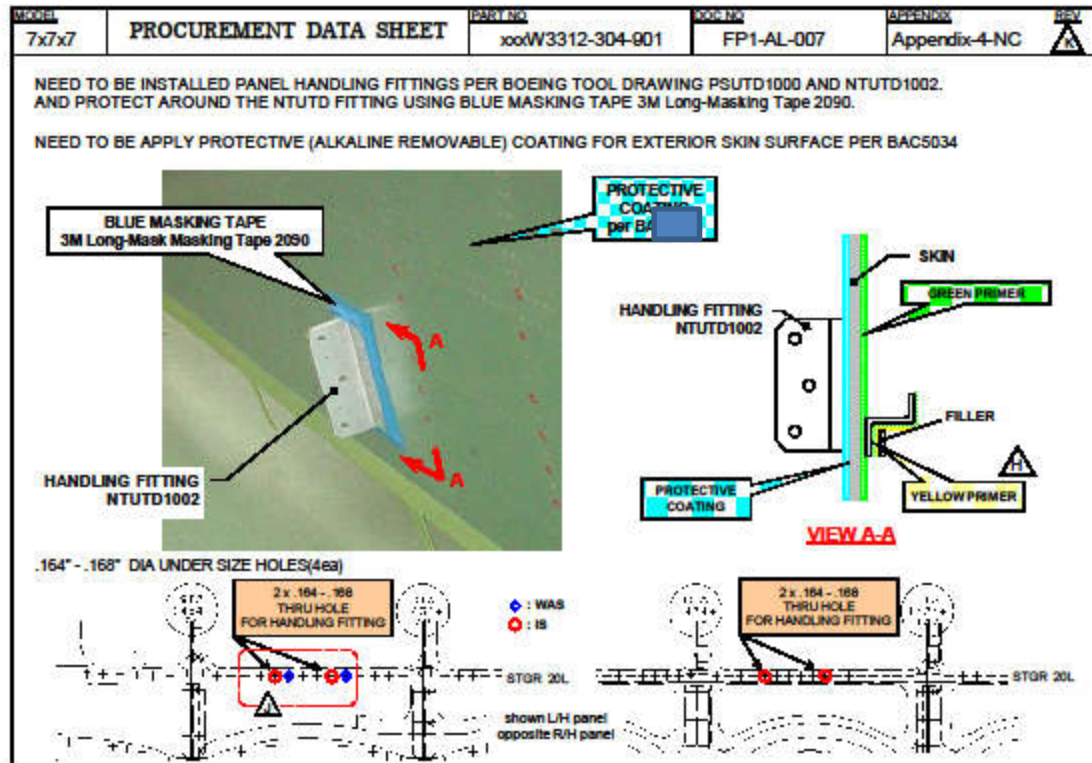 MODEL
7x7x7
PROCUREMENT DATA SHEET
PART NO
xxxW3312-304-901
DOC NO
FP1-AL-007
APPENDIX
Appendix-4-NC
REV
K
NEED TO BE INSTALLED PANEL HANDLING FITTINGS PER BOEING TOOL DRAWING PSUTD1000 AND NTUTD1002.
AND PROTECT AROUND THE NTUTD FITTING USING BLUE MASKING TAPE 3M Long-Masking Tape 2090.
NEED TO BE APPLY PROTECTIVE (ALKALINE REMOVABLE) COATING FOR EXTERIOR SKIN SURFACE PER BAC5034
BLUE MASKING TAPE
3M Long-Mask Masking Tape 2090
PROTECTIVE
per
A
A
HANDLING FITTING
NTUTD1002
SKIN
GREEN PRIMER
HANDLING FITTING
NTUTD1002
FILLER
H
YELLOW PRIMER
PROTECTIVE
COATING
VIEW A-A
.164" - .168" DIA UNDER SIZE HOLES(4ea)
2 x .164 - .168
THRU HOLE
FOR HANDLING FITTING
: WAS
: IS
STGR 20L
J
shown L/H panel
opposite R/H panel
2 x .164 - .168
THRU HOLE
FOR HANDLING FITTING
STGR 20L